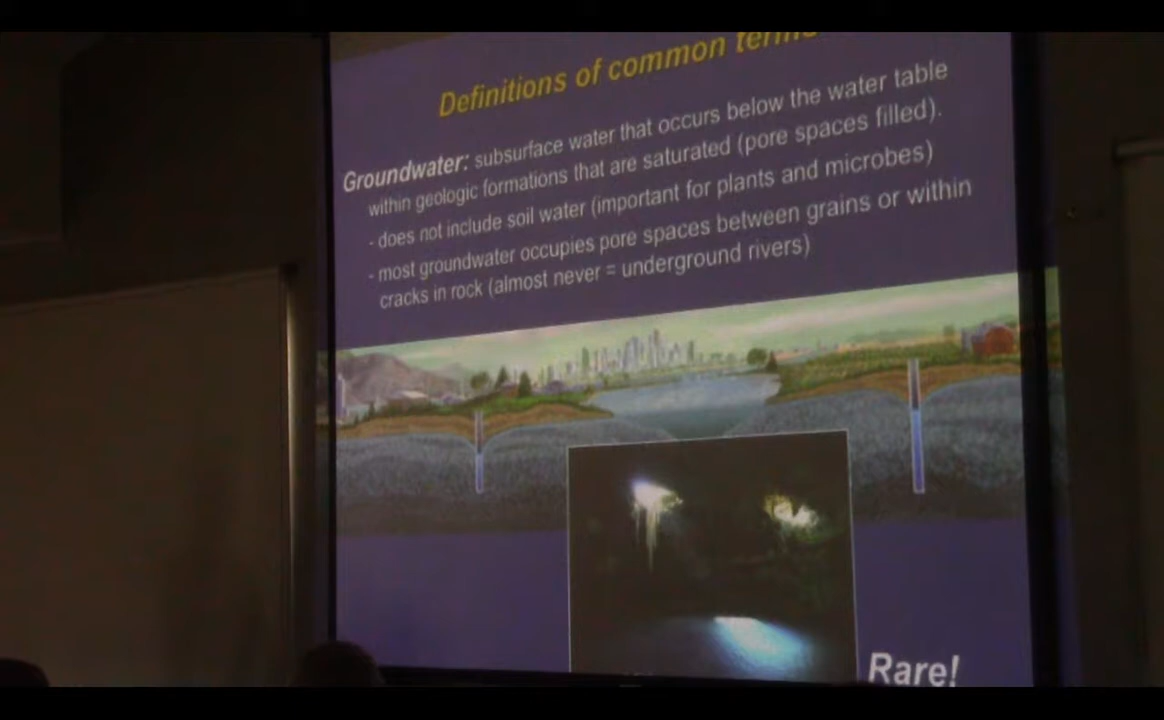 Definitions of common terms
Groundwater: subsurface water that occurs below the water table
within geologic formations that are saturated (pore spaces filled).
- does not include soil water (important for plants and microbes)
- most groundwater occupies pore spaces between grains or within
cracks in rock (almost never = underground rivers)
Rare!